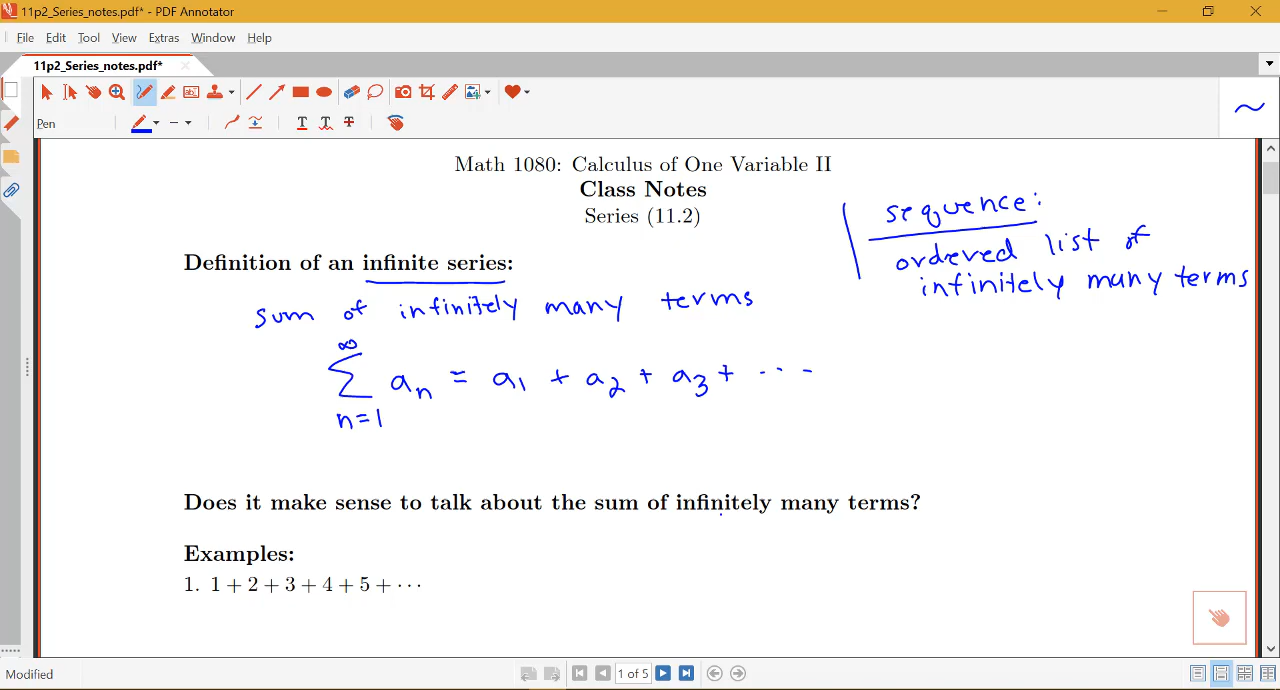 11p2_Series_notes.pdf* - PDF Annotator
File Edit Tool View Extras Window Help
11p2_Series_notes.pdf*
Pen
Math 1080: Calculus of One Variable II
Class Notes
Series (11.2)
sequence:
ordered list of
infinitely many terms
Definition of an infinite series:
sum of infinitely many terms
∞
∑ aₙ = a₁ + a₂ + a₃ + ⋯
n=1
Does it make sense to talk about the sum of infinitely many terms?
Examples:
1. 1 + 2 + 3 + 4 + 5 + ⋯
Modified
1 of 5